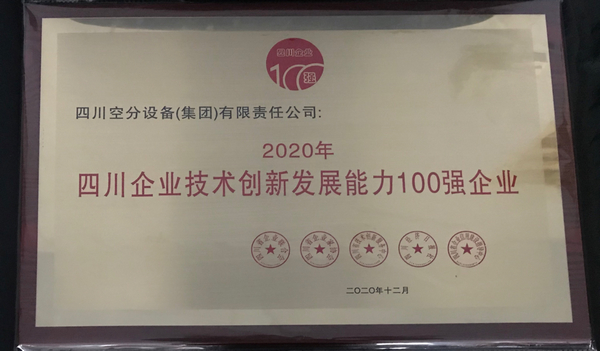 四川企业
100强
四川空分设备(集团)有限责任公司:
2020年
四川企业技术创新发展能力100强企业
二〇二〇年十二月